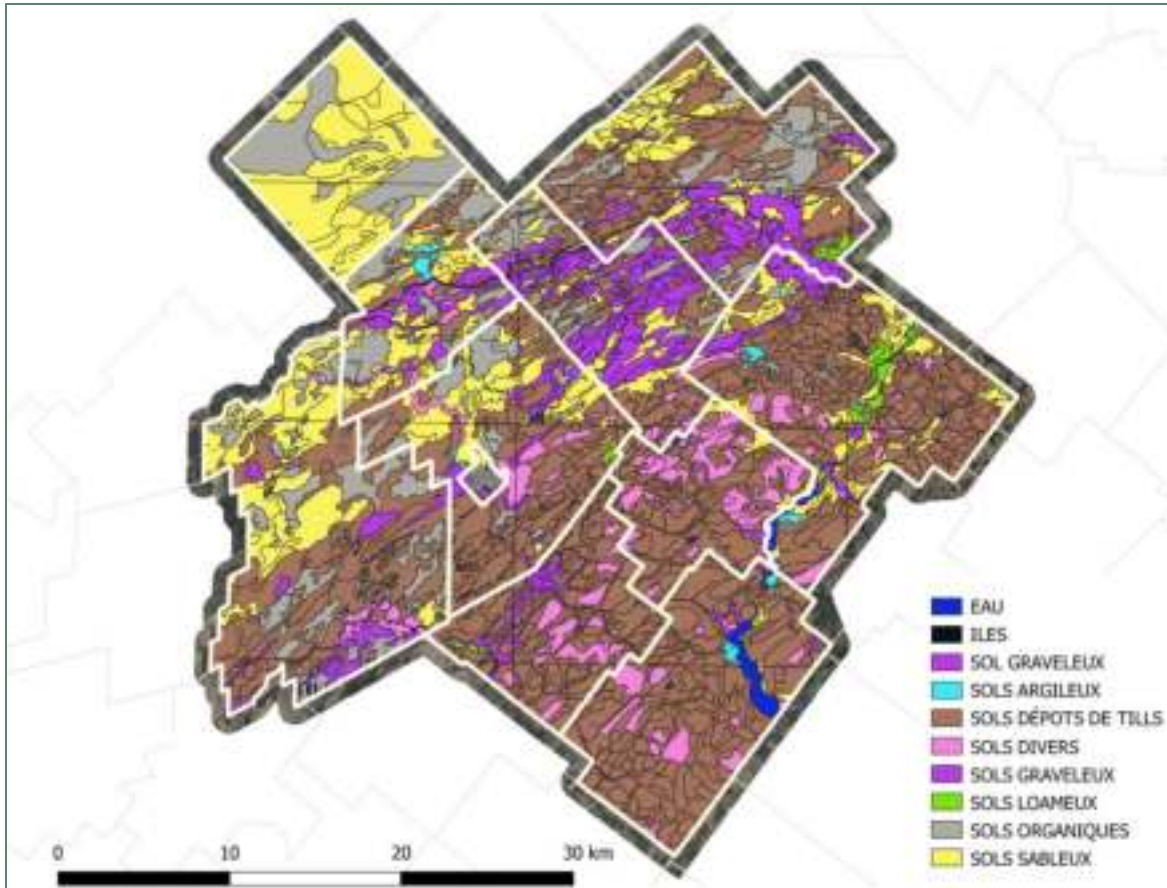 EAU
ILES
SOL GRAVELEUX
SOLS ARGILEUX
SOLS DÉPOTS DE TILLS
SOLS DIVERS
SOLS GRAVELEUX
SOLS LOAMEUX
SOLS ORGANIQUES
SOLS SABLEUX
0 10 20 30 km